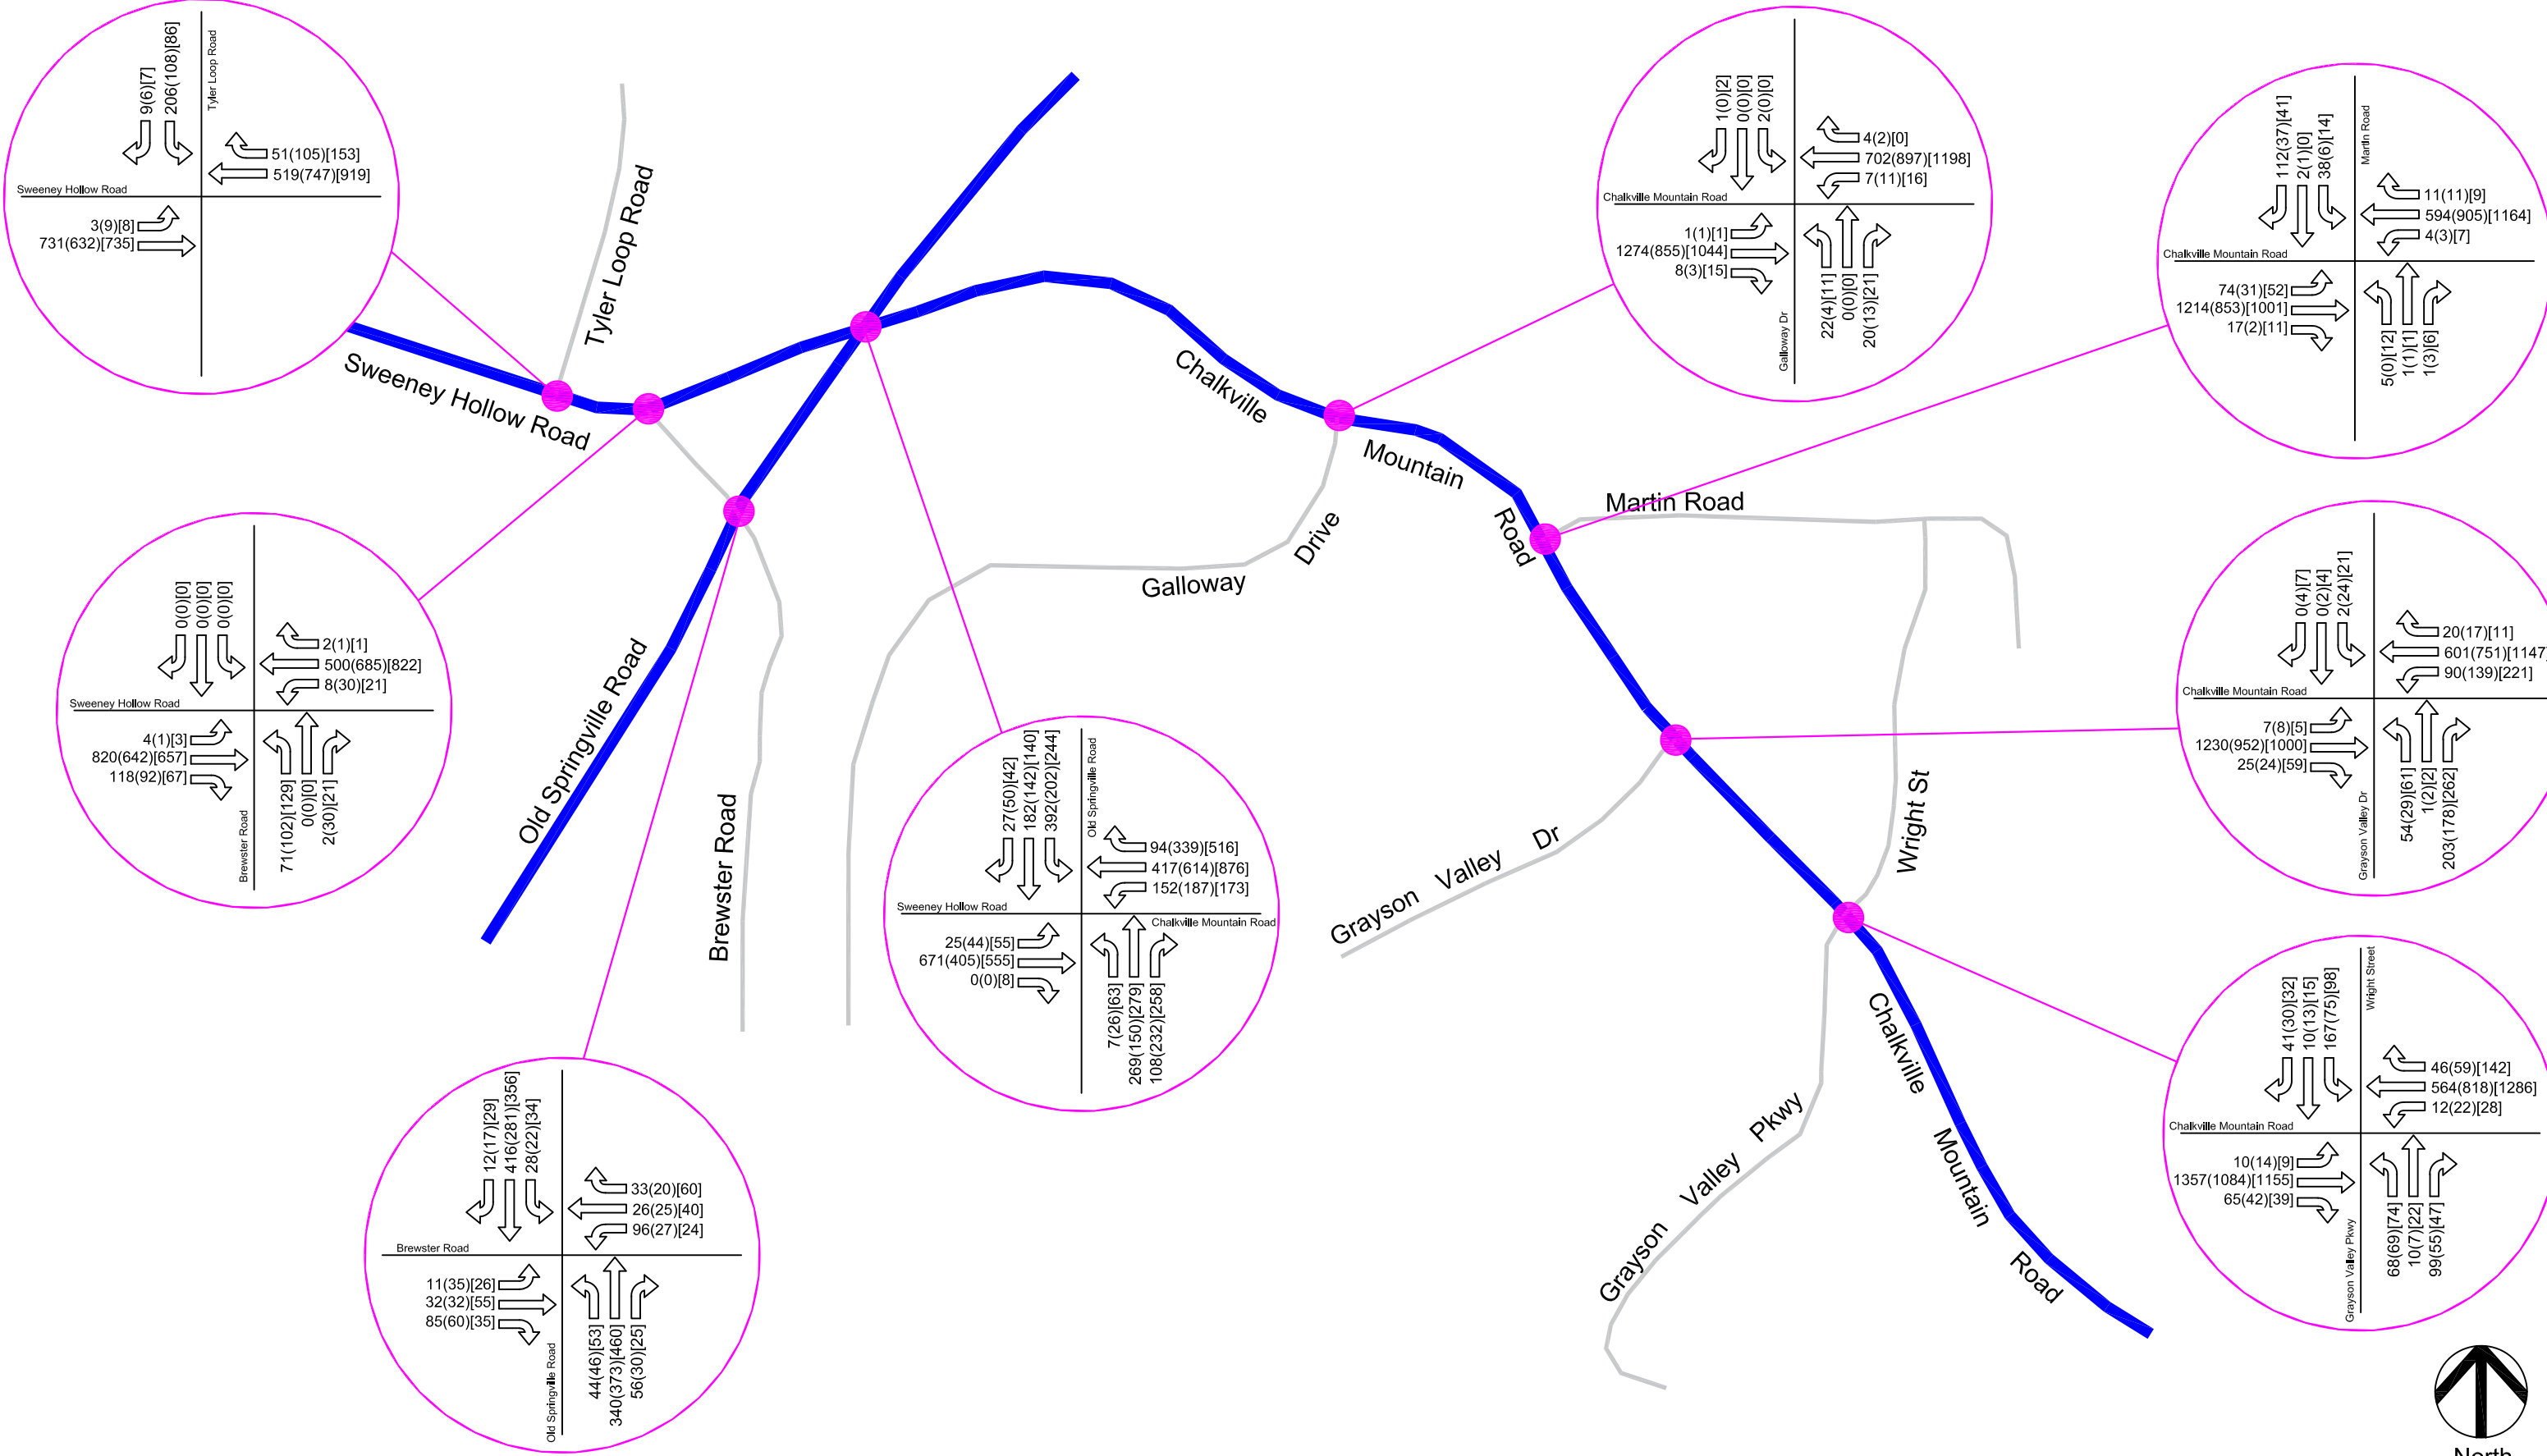 9(6)[7]
206(108)[86]
Tyler Loop Road
51(105)[153]
519(747)[919]
Sweeney Hollow Road
3(9)[8]
731(632)[735]
1(0)[2]
0(0)[0]
2(0)[0]
4(2)[0]
702(897)[1198]
7(11)[16]
Chalkville Mountain Road
1(1)[1]
1274(855)[1044]
8(3)[15]
Galloway Dr
22(4)[11]
0(0)[0]
20(13)[21]
112(37)[41]
2(1)[0]
38(6)[14]
Martin Road
11(11)[9]
594(905)[1164]
4(3)[7]
Chalkville Mountain Road
74(31)[52]
1214(853)[1001]
17(2)[11]
5(0)[12]
1(1)[1]
1(3)[6]
Tyler Loop Road
Sweeney Hollow Road
Chalkville
Mountain
Road
Martin Road
Galloway
Drive
0(0)[0]
0(0)[0]
0(0)[0]
2(1)[1]
500(685)[822]
8(30)[21]
Sweeney Hollow Road
4(1)[3]
820(642)[657]
118(92)[67]
Brewster Road
71(102)[129]
0(0)[0]
2(30)[21]
Old Springville Road
Brewster Road
27(50)[42]
182(142)[140]
392(202)[244]
Old Springville Road
94(339)[516]
417(614)[876]
152(187)[173]
Sweeney Hollow Road
Chalkville Mountain Road
25(44)[55]
671(405)[555]
0(0)[8]
7(26)[63]
269(150)[279]
108(232)[258]
0(4)[7]
0(2)[4]
2(24)[21]
20(17)[11]
601(751)[1147]
90(139)[221]
Chalkville Mountain Road
7(8)[5]
1230(952)[1000]
25(24)[59]
Grayson Valley Dr
54(29)[61]
1(2)[2]
203(178)[262]
Grayson Valley Dr
Wright St
Grayson Valley Pkwy
Chalkville
Mountain
Road
12(17)[29]
416(281)[356]
28(22)[34]
33(20)[60]
26(25)[40]
96(27)[24]
Brewster Road
11(35)[26]
32(32)[55]
85(60)[35]
Old Springville Road
44(46)[53]
340(373)[460]
56(30)[25]
41(30)[32]
10(13)[15]
167(75)[98]
Wright Street
46(59)[142]
564(818)[1286]
12(22)[28]
Chalkville Mountain Road
10(14)[9]
1357(1084)[1155]
65(42)[39]
Grayson Valley Pkwy
68(69)[74]
10(7)[22]
99(55)[47]
North